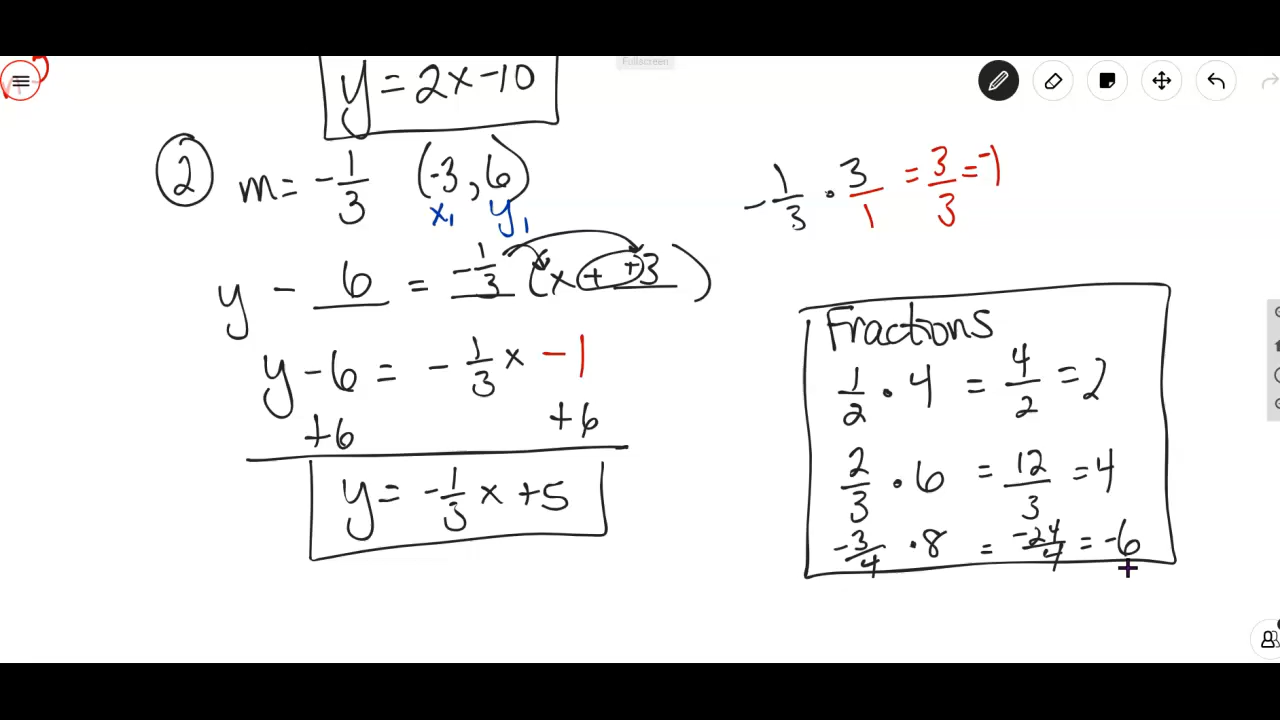 Fullscreen
y = 2x - 10
② m = -1/3 (-3, 6)
x₁ y₁
y - 6 = -1/3 (x + +3)
y - 6 = -1/3 x - 1
+6 +6
y = -1/3 x + 5
-1/3 · 3/1 = 3/3 = -1
Fractions
1/2 · 4 = 4/2 = 2
2/3 · 6 = 12/3 = 4
-3/4 · 8 = -24/4 = -6